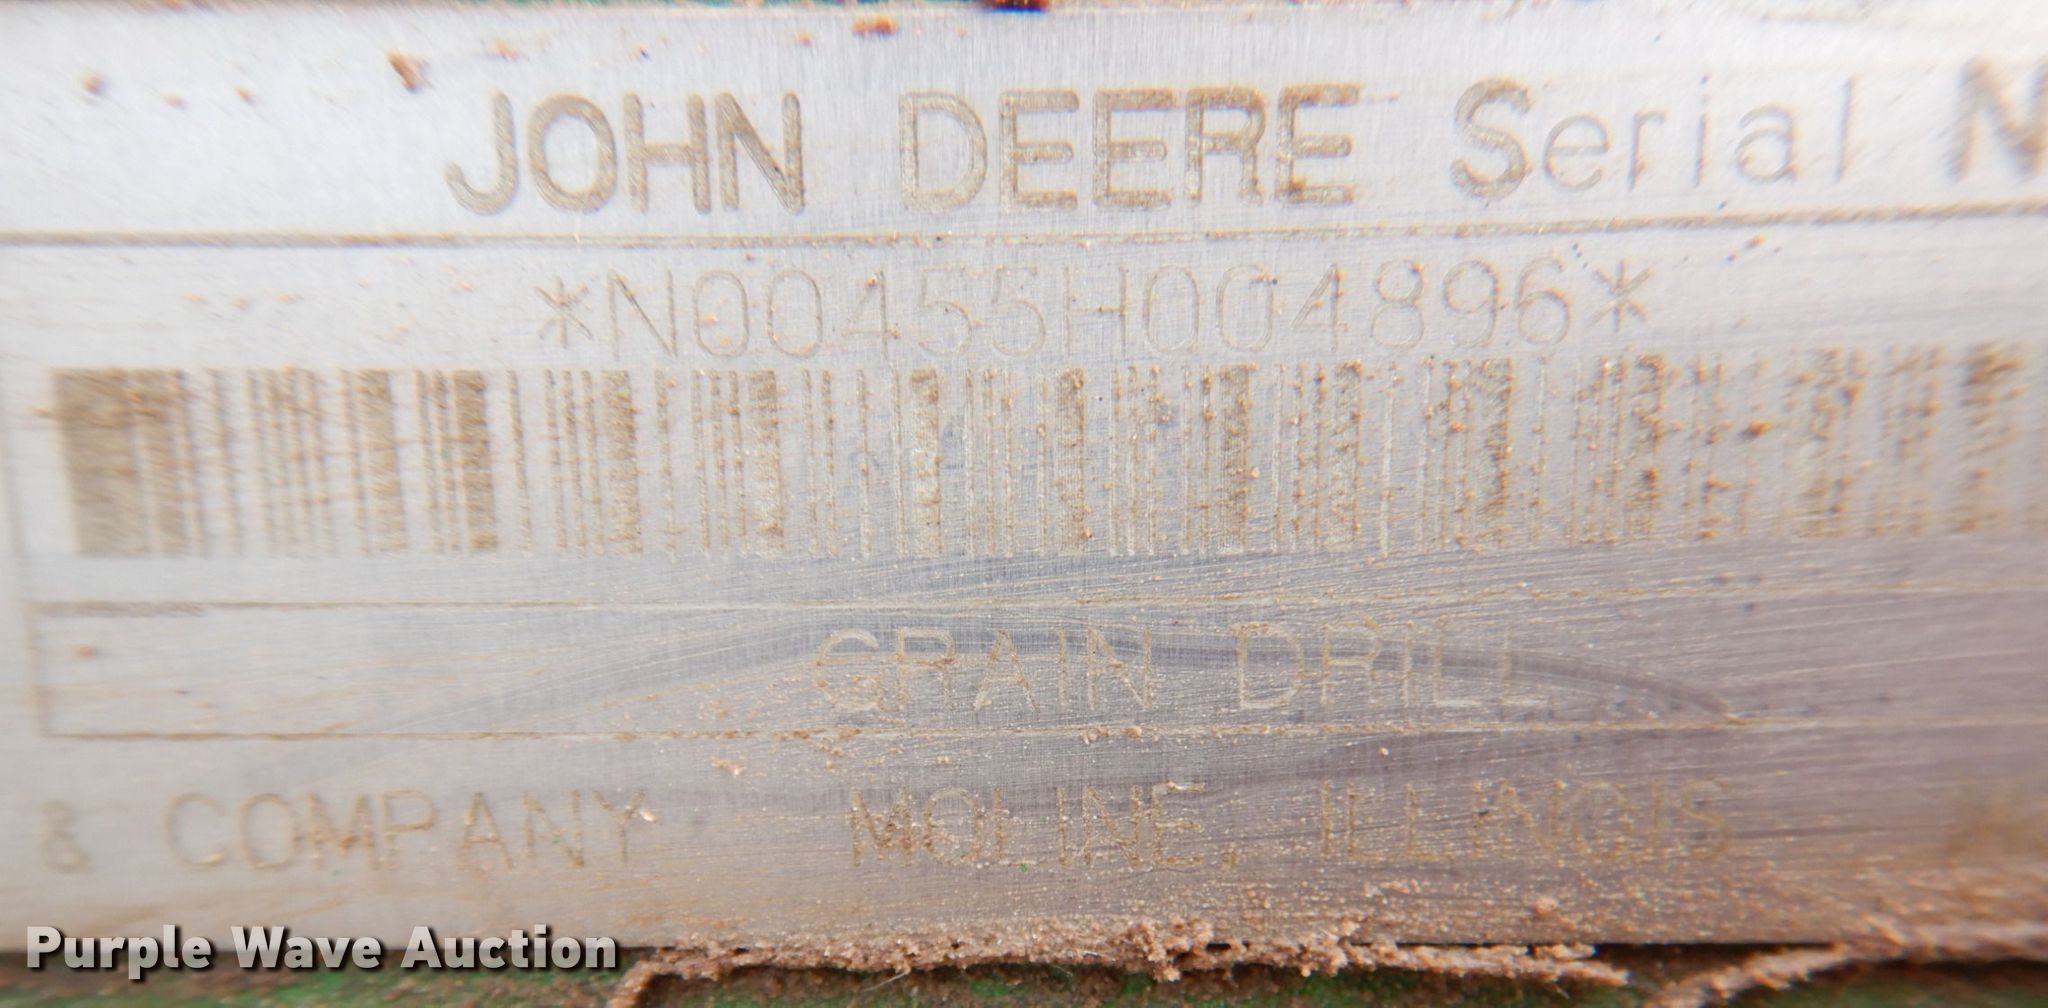 JOHN DEERE Serial N
*N00455H004896*
GRAIN DRILL
& COMPANY MOLINE, ILLINOIS
Purple Wave Auction